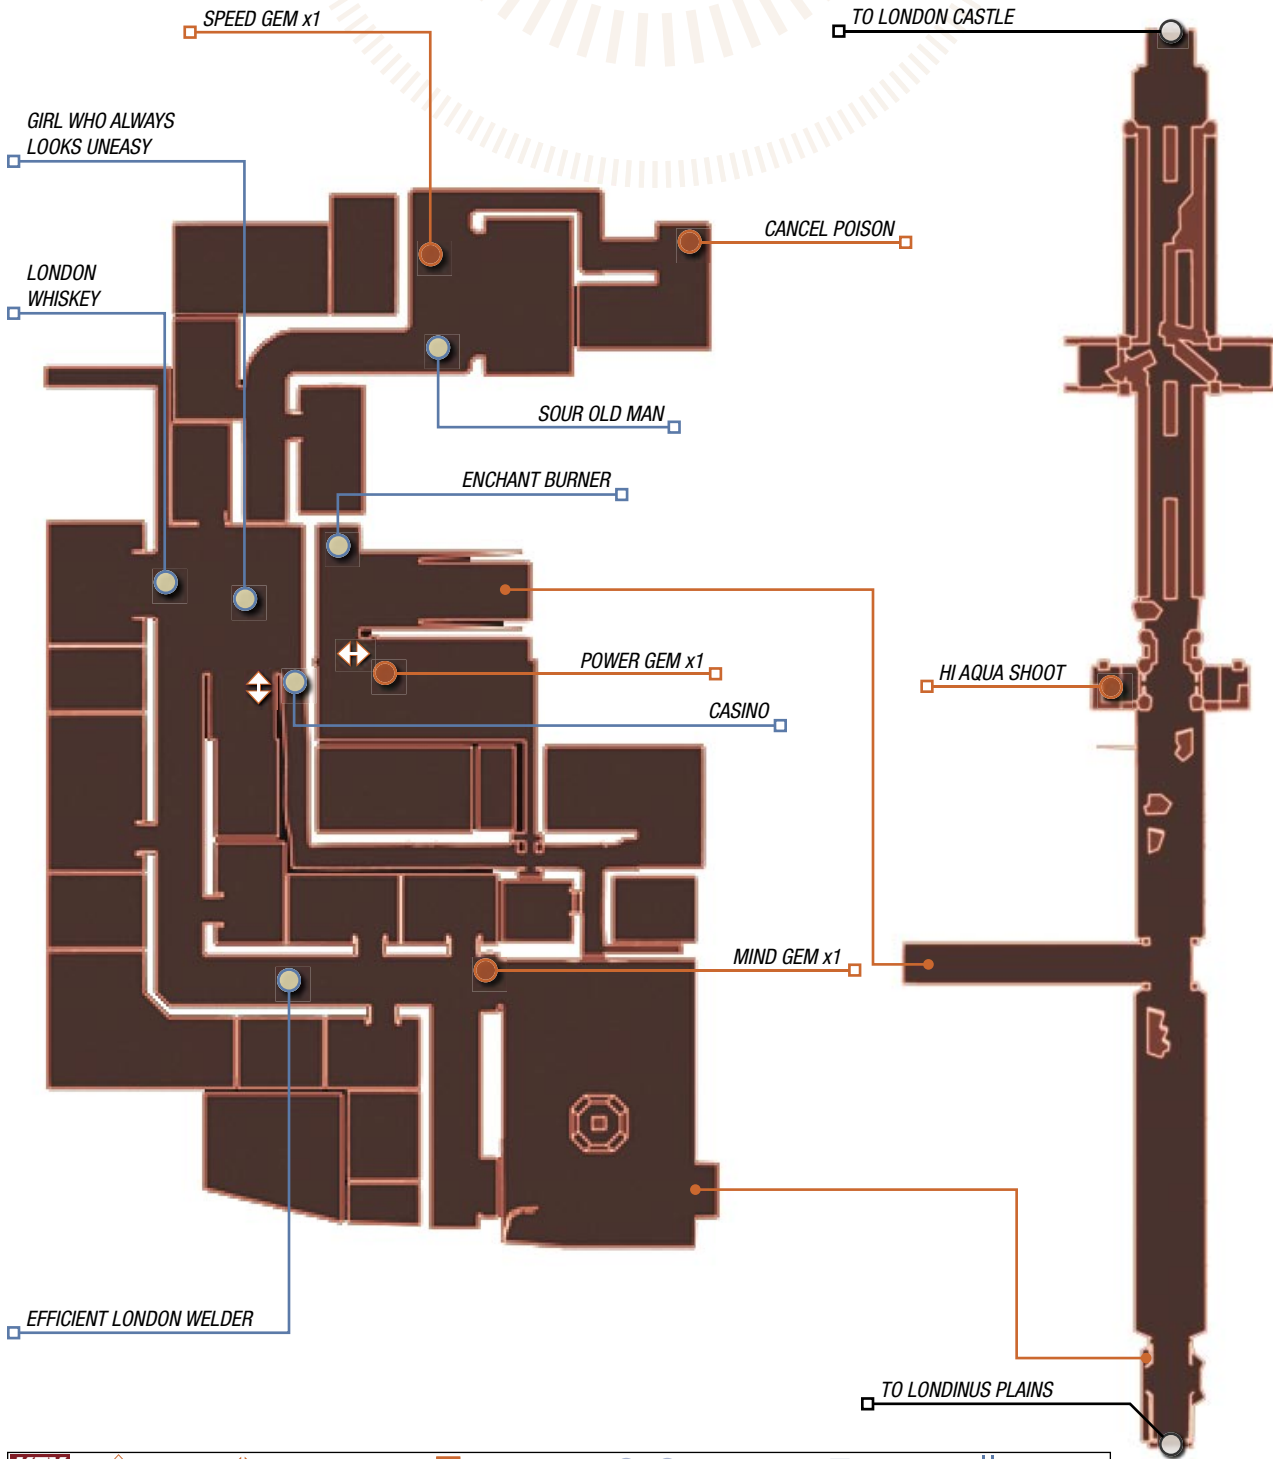 SPEED GEM x1
TO LONDON CASTLE
GIRL WHO ALWAYS
LOOKS UNEASY
CANCEL POISON
LONDON
WHISKEY
SOUR OLD MAN
ENCHANT BURNER
POWER GEM x1
HI AQUA SHOOT
CASINO
MIND GEM x1
EFFICIENT LONDON WELDER
TO LONDINUS PLAINS